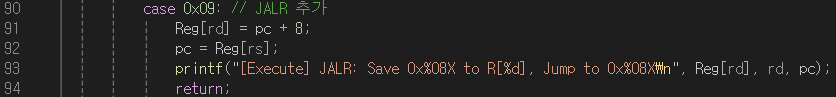 90 case 0x09: // JALR 추가
91 Reg[rd] = pc + 8;
92 pc = Reg[rs];
93 printf("[Execute] JALR: Save 0x%08X to R[%d], Jump to 0x%08X₩n", Reg[rd], rd, pc);
94 return;